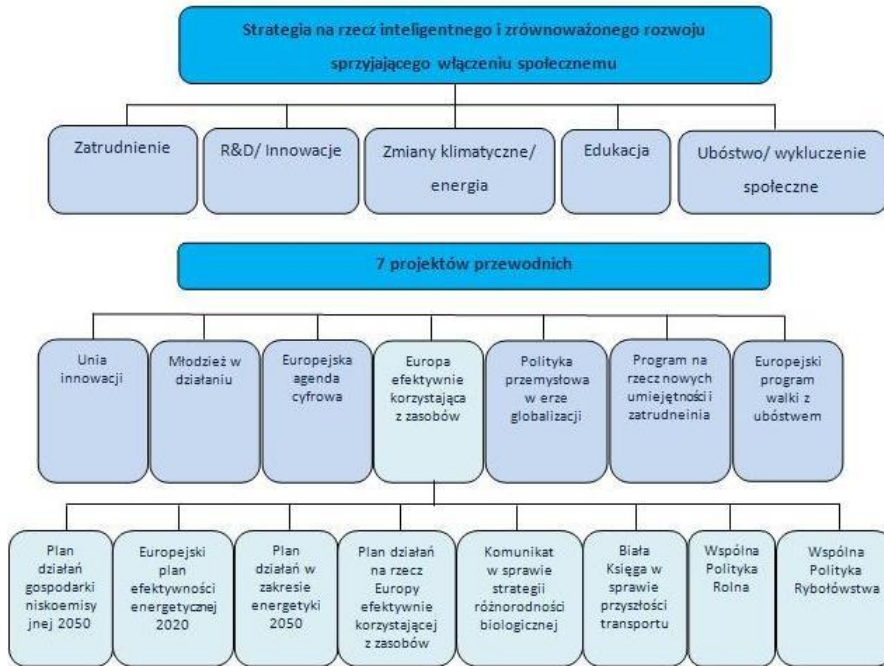 Strategia na rzecz inteligentnego i zrównoważonego rozwoju
sprzyjającego włączeniu społecznemu
Zatrudnienie
R&D/ Innowacje
Zmiany klimatyczne/
energia
Edukacja
Ubóstwo/ wykluczenie
społeczne
7 projektów przewodnich
Unia
innowacji
Młodzież w
działaniu
Europejska
agenda
cyfrowa
Europa
efektywnie
korzystająca
z zasobów
Polityka
przemysłowa
w erze
globalizacji
Program na
rzecz nowych
umiejętności i
zatrudneinia
Europejski
program
walki z
ubóstwem
Plan
działań
gospodarki
niskoemisy
jnej 2050
Europejski
plan
efektywności
energetycznej
2020
Plan
działań w
zakresie
energetyki
2050
Plan działań
na rzecz
Europy
efektywnie
korzystającej
z zasobów
Komunikat
w sprawie
strategii
różnorodności
biologicznej
Biała
Księga w
sprawie
przyszłości
transportu
Wspólna
Polityka
Rolna
Wspólna
Polityka
Rybołówstwa